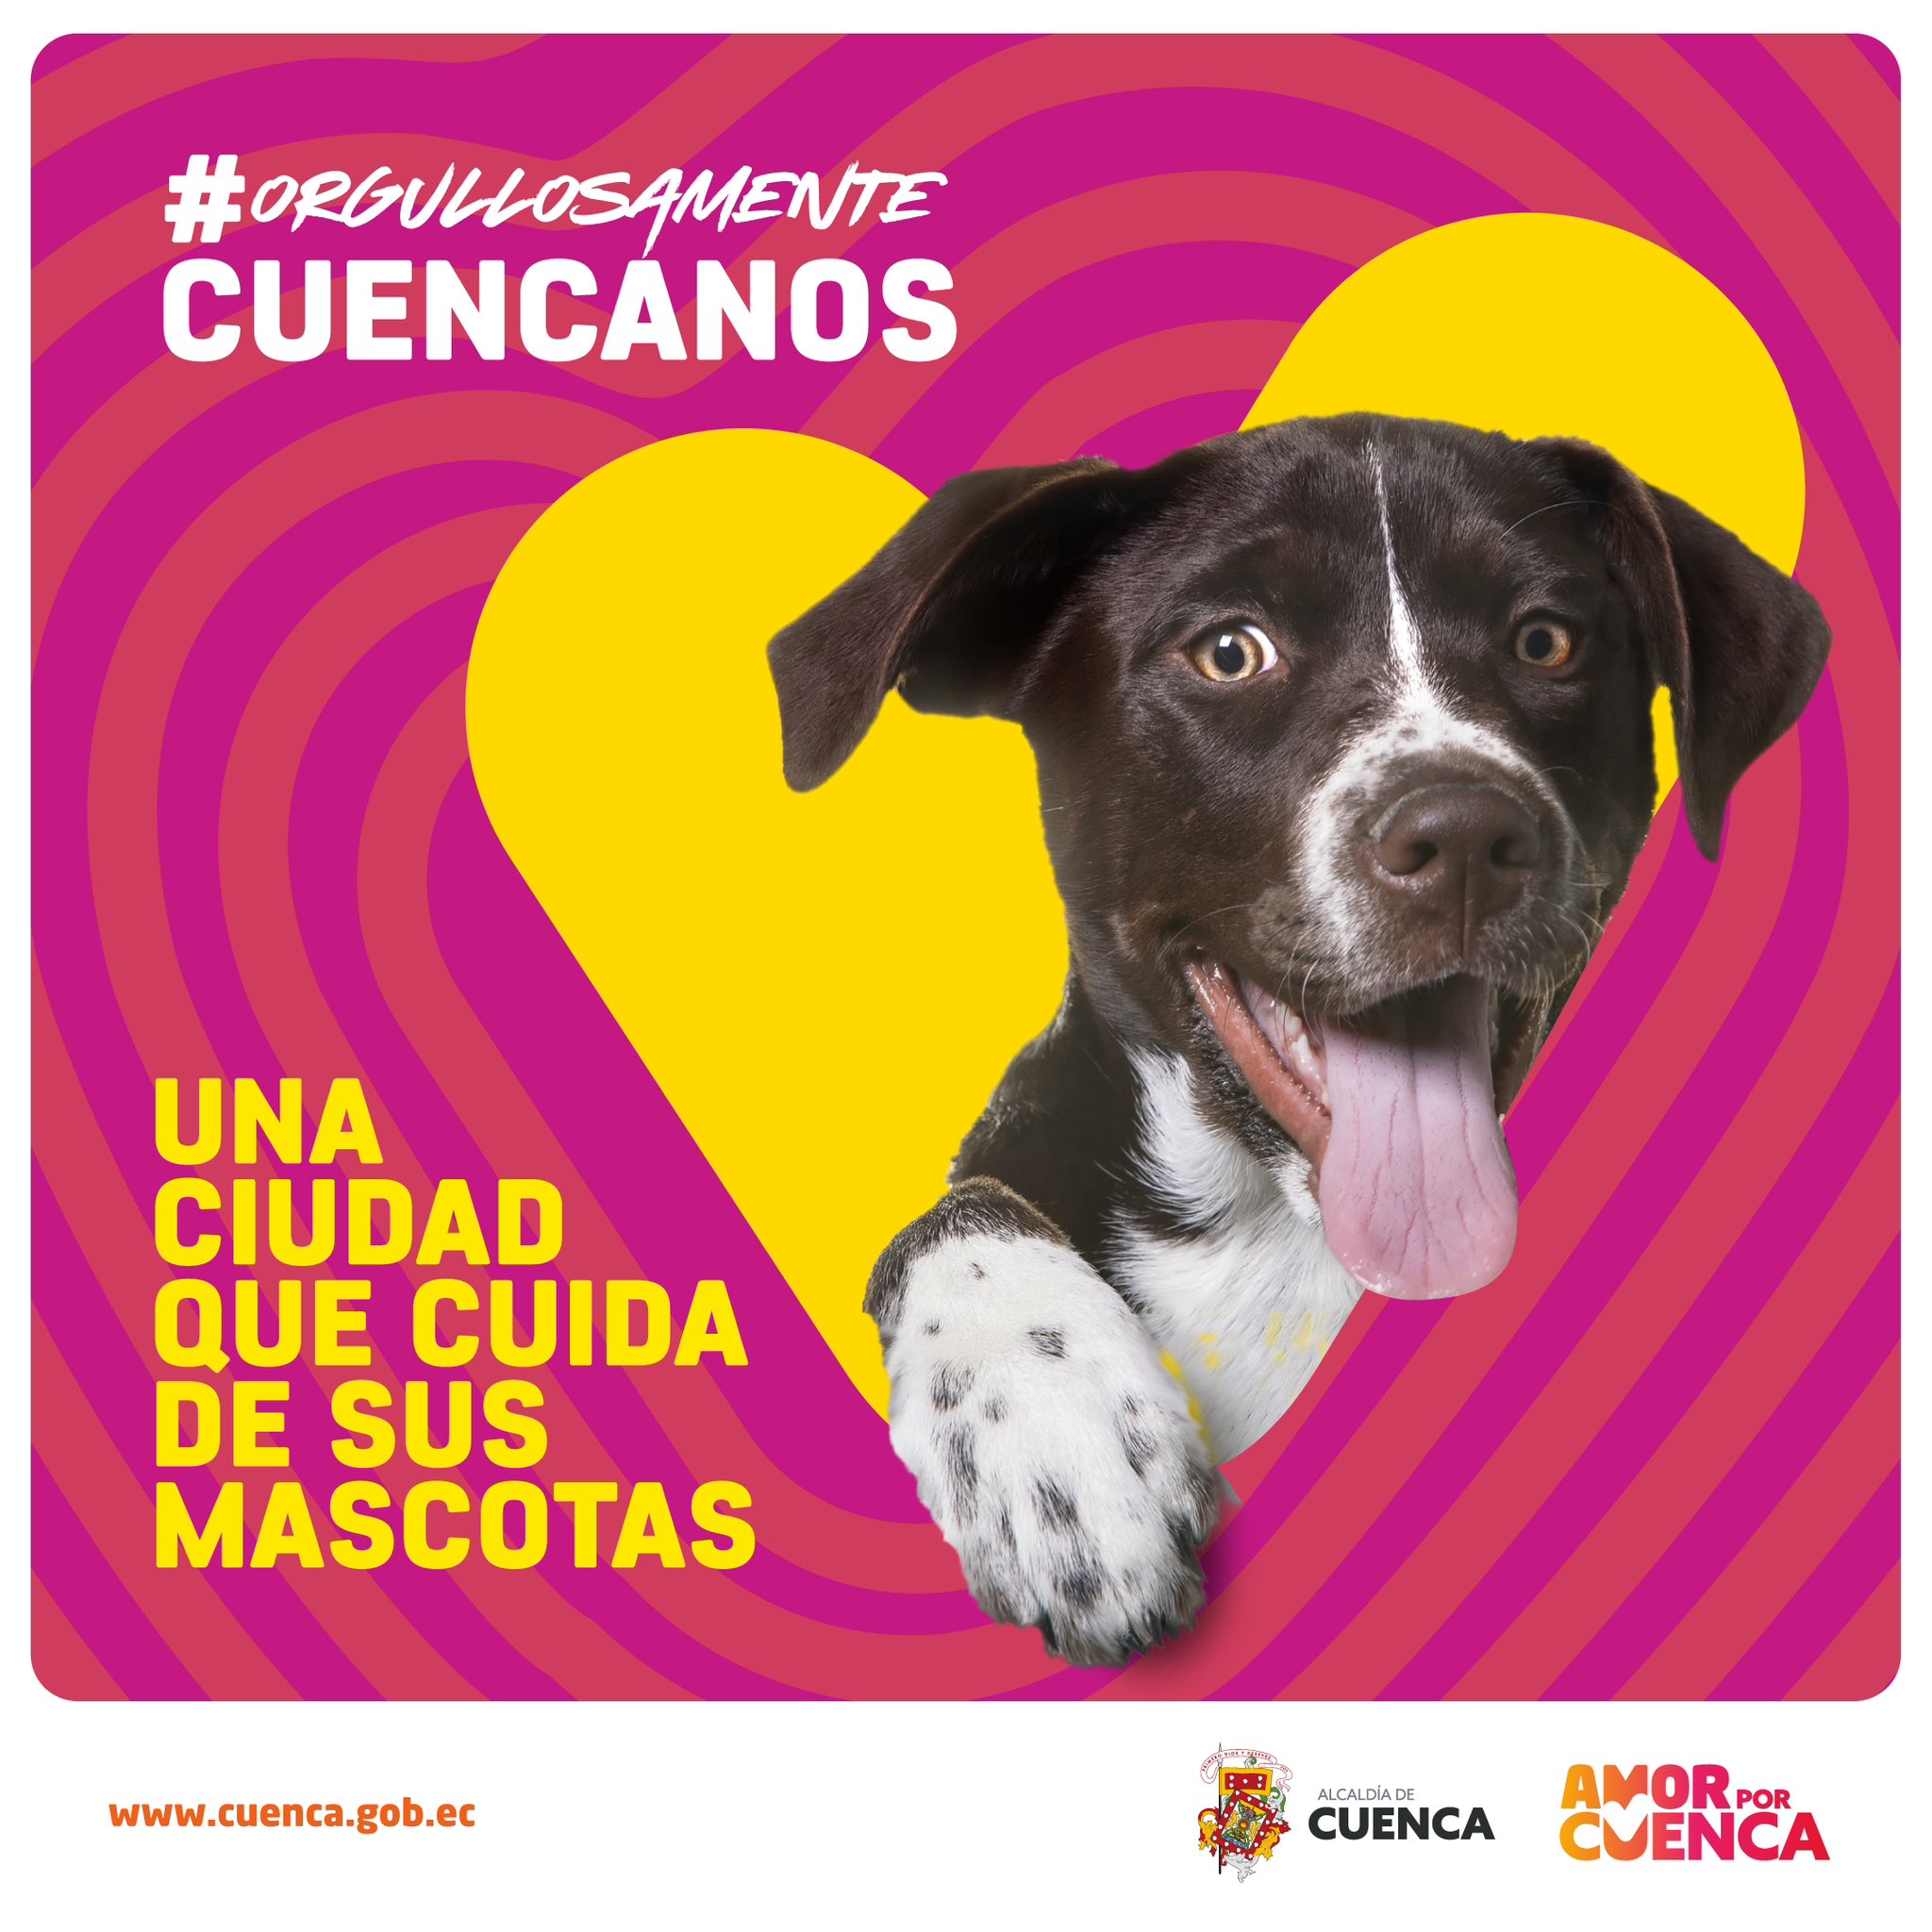 #ORGULLOSAMENTE
CUENCANOS
UNA
CIUDAD
QUE CUIDA
DE SUS
MASCOTAS
www.cuenca.gob.ec
ALCALDÍA DE
CUENCA
AMOR POR
CUENCA